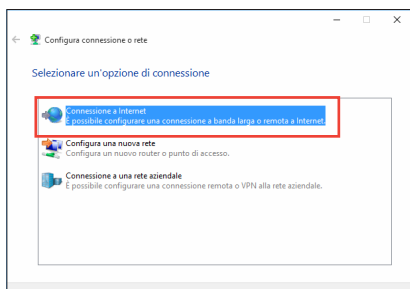 Configura connessione o rete
Selezionare un'opzione di connessione
Connessione a Internet
È possibile configurare una connessione a banda larga o remota a Internet.
Configura una nuova rete
Configura un nuovo router o punto di accesso.
Connessione a una rete aziendale
È possibile configurare una connessione remota o VPN alla rete aziendale.